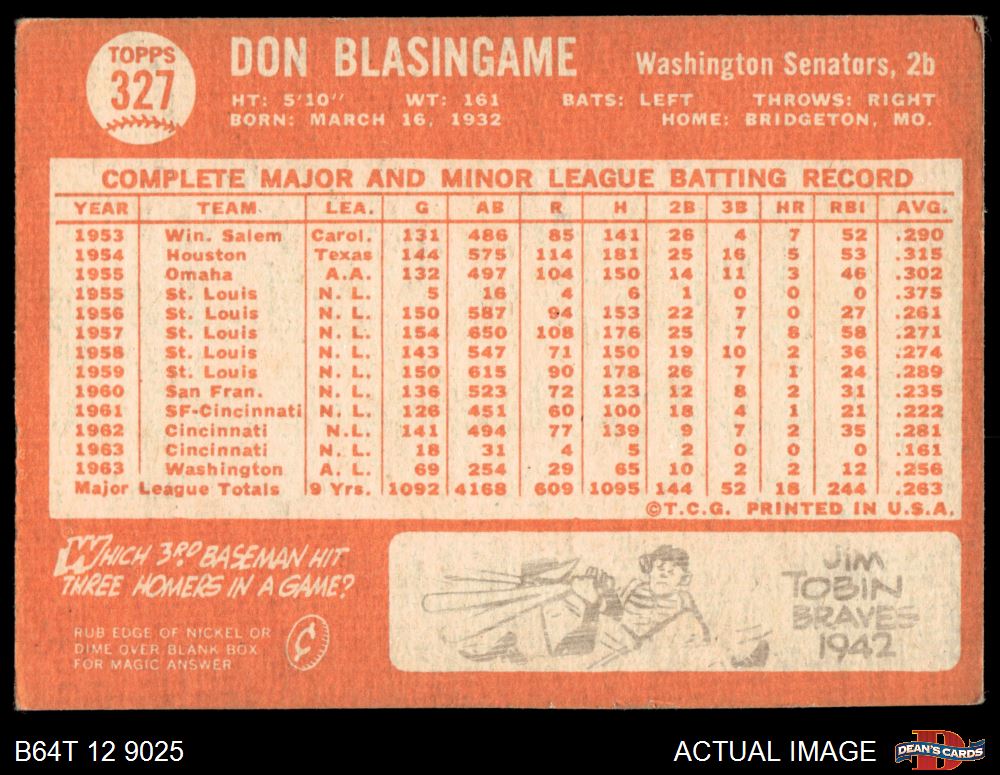 TOPPS
327
DON BLASINGAME
Washington Senators, 2b
HT: 5'10" WT: 161 BATS: LEFT THROWS: RIGHT
BORN: MARCH 16, 1932 HOME: BRIDGETON, MO.
COMPLETE MAJOR AND MINOR LEAGUE BATTING RECORD
YEAR TEAM LEA. G AB R H 2B 3B HR RBI AVG.
1953 Win. Salem Carol. 131 486 85 141 26 4 7 52 .290
1954 Houston Texas 144 575 114 181 25 16 5 53 .315
1955 Omaha A.A. 132 497 104 150 14 11 3 46 .302
1955 St. Louis N. L. 5 16 4 6 1 0 0 0 .375
1956 St. Louis N. L. 150 587 94 153 22 7 0 27 .261
1957 St. Louis N. L. 154 650 108 176 25 7 8 58 .271
1958 St. Louis N. L. 143 547 71 150 19 10 2 36 .274
1959 St. Louis N. L. 150 615 90 178 26 7 1 24 .289
1960 San Fran. N. L. 136 523 72 123 12 8 2 31 .235
1961 SF-Cincinnati N. L. 126 451 60 100 18 4 1 21 .222
1962 Cincinnati N.L. 141 494 77 139 9 7 2 35 .281
1963 Cincinnati N. L. 18 31 4 5 2 0 0 0 .161
1963 Washington A. L. 69 254 29 65 10 2 2 12 .256
Major League Totals 9 Yrs. 1092 4168 609 1095 144 52 18 244 .263
©T.C.G. PRINTED IN U.S.A.
WHICH 3RD BASEMAN HIT
THREE HOMERS IN A GAME?
RUB EDGE OF NICKEL OR
DIME OVER BLANK BOX
FOR MAGIC ANSWER
¢
JIM
TOBIN
BRAVES
1942
B64T 12 9025
ACTUAL IMAGE
D
DEAN'S CARDS